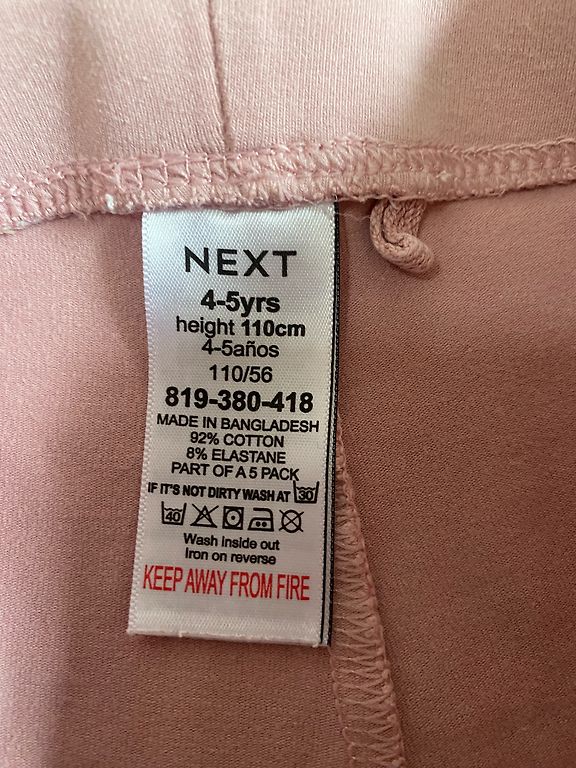 NEXT
4-5yrs
height 110cm
4-5años
110/56
819-380-418
MADE IN BANGLADESH
92% COTTON
8% ELASTANE
PART OF A 5 PACK
IF IT'S NOT DIRTY WASH AT 30
40
Wash inside out
Iron on reverse
KEEP AWAY FROM FIRE